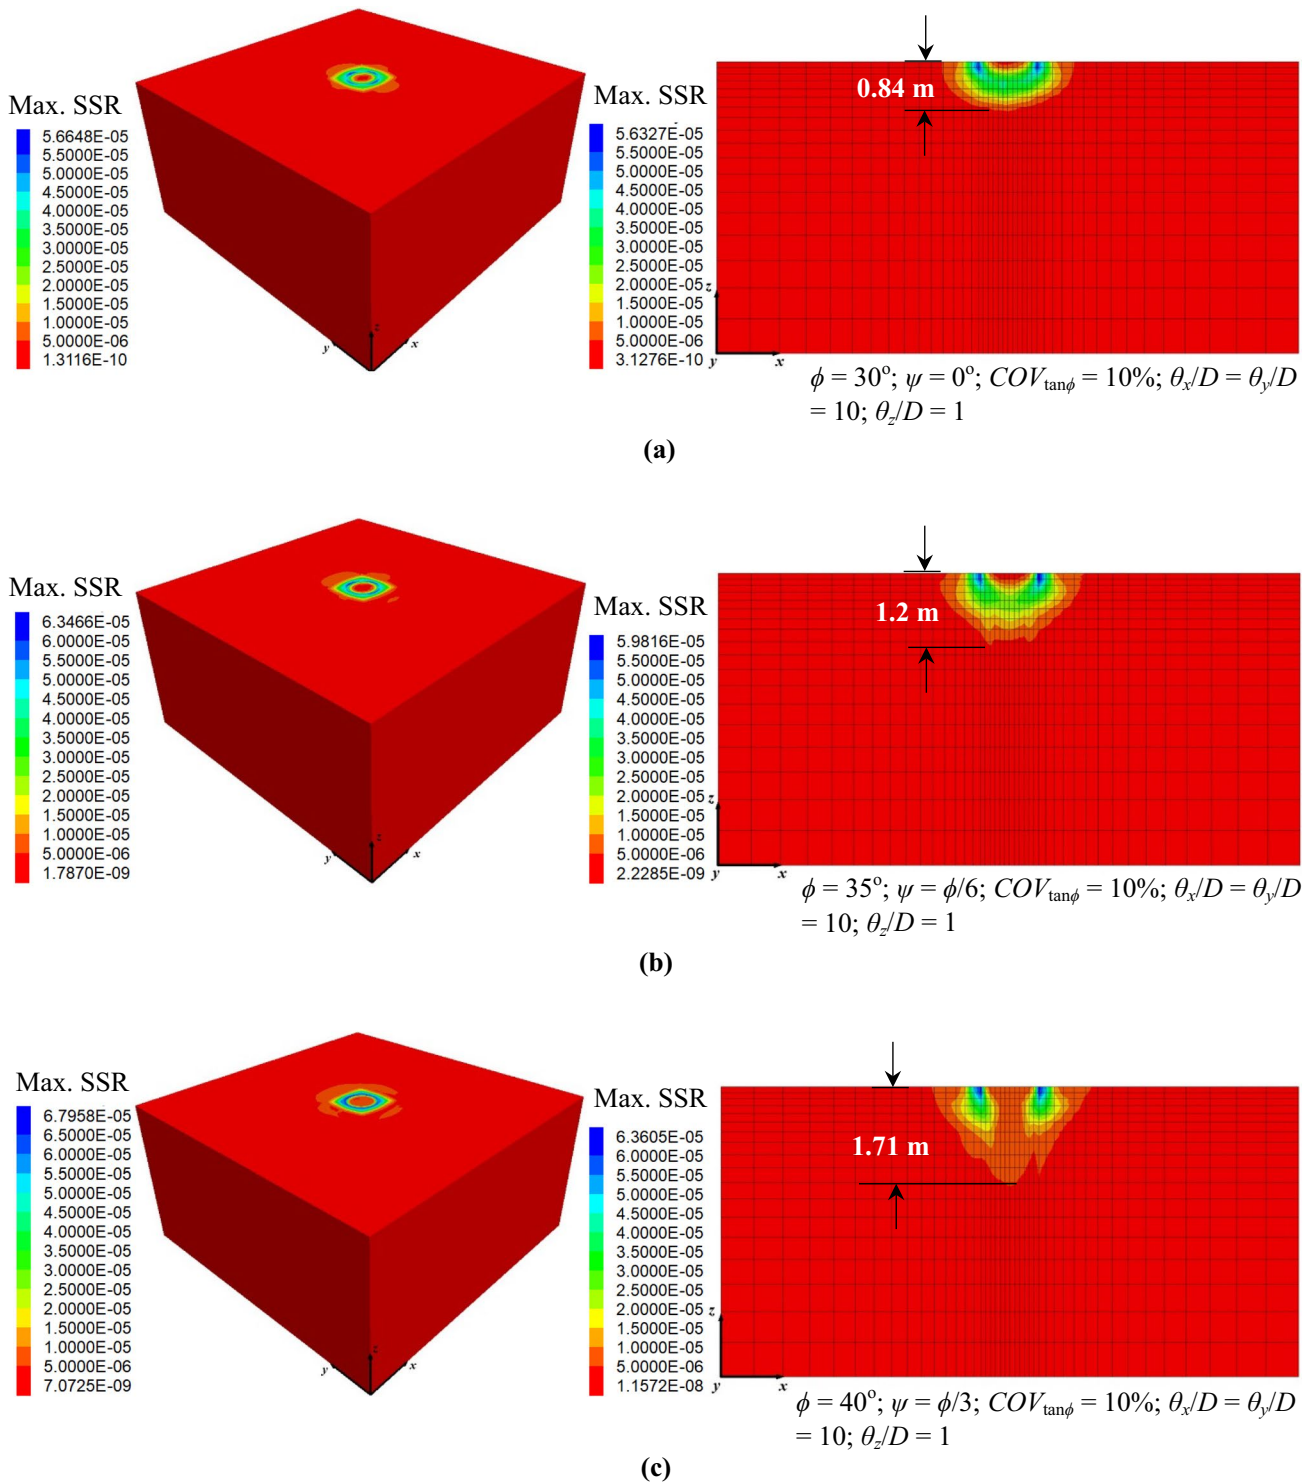 Max. SSR
5.6648E-05
5.5000E-05
5.0000E-05
4.5000E-05
4.0000E-05
3.5000E-05
3.0000E-05
2.5000E-05
2.0000E-05
1.5000E-05
1.0000E-05
5.0000E-06
1.3116E-10
y
z
x
Max. SSR
5.6327E-05
5.5000E-05
5.0000E-05
4.5000E-05
4.0000E-05
3.5000E-05
3.0000E-05
2.5000E-05
2.0000E-05
1.5000E-05
1.0000E-05
5.0000E-06
3.1276E-10
0.84 m
z
y
x
ϕ = 30°; ψ = 0°; COVtanϕ = 10%; θx/D = θy/D
= 10; θz/D = 1
(a)
Max. SSR
6.3466E-05
6.0000E-05
5.5000E-05
5.0000E-05
4.5000E-05
4.0000E-05
3.5000E-05
3.0000E-05
2.5000E-05
2.0000E-05
1.5000E-05
1.0000E-05
5.0000E-06
1.7870E-09
y
z
x
Max. SSR
5.9816E-05
5.5000E-05
5.0000E-05
4.5000E-05
4.0000E-05
3.5000E-05
3.0000E-05
2.5000E-05
2.0000E-05
1.5000E-05
1.0000E-05
5.0000E-06
2.2285E-09
1.2 m
z
y
x
ϕ = 35°; ψ = ϕ/6; COVtanϕ = 10%; θx/D = θy/D
= 10; θz/D = 1
(b)
Max. SSR
6.7958E-05
6.5000E-05
6.0000E-05
5.5000E-05
5.0000E-05
4.5000E-05
4.0000E-05
3.5000E-05
3.0000E-05
2.5000E-05
2.0000E-05
1.5000E-05
1.0000E-05
5.0000E-06
7.0725E-09
y
z
x
Max. SSR
6.3605E-05
6.0000E-05
5.5000E-05
5.0000E-05
4.5000E-05
4.0000E-05
3.5000E-05
3.0000E-05
2.5000E-05
2.0000E-05
1.5000E-05
1.0000E-05
5.0000E-06
1.1572E-08
1.71 m
z
y
x
ϕ = 40°; ψ = ϕ/3; COVtanϕ = 10%; θx/D = θy/D
= 10; θz/D = 1
(c)